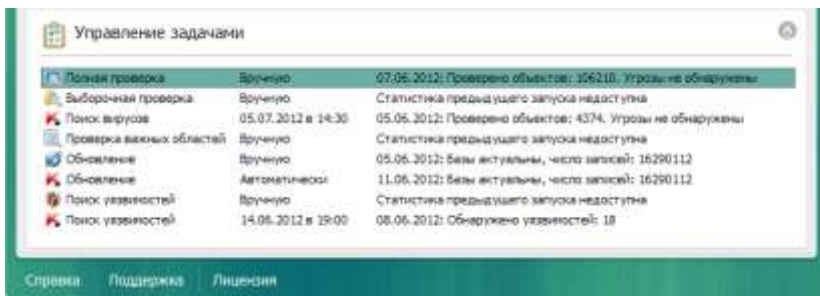 Управление задачами
Полная проверка Вручную 07.06.2012: Проверено объектов: 106210. Угрозы не обнаружены
Выборочная проверка Вручную Статистика предыдущего запуска недоступна
Поиск вирусов 05.07.2012 в 14:30 05.06.2012: Проверено объектов: 4374. Угрозы не обнаружены
Проверка важных областей Вручную Статистика предыдущего запуска недоступна
Обновление Вручную 05.06.2012: Базы актуальны, число записей: 16290112
Обновление Автоматически 11.06.2012: Базы актуальны, число записей: 16290112
Поиск уязвимостей Вручную Статистика предыдущего запуска недоступна
Поиск уязвимостей 14.06.2012 в 19:00 08.06.2012: Обнаружено уязвимостей: 18
Справка Поддержка Лицензия